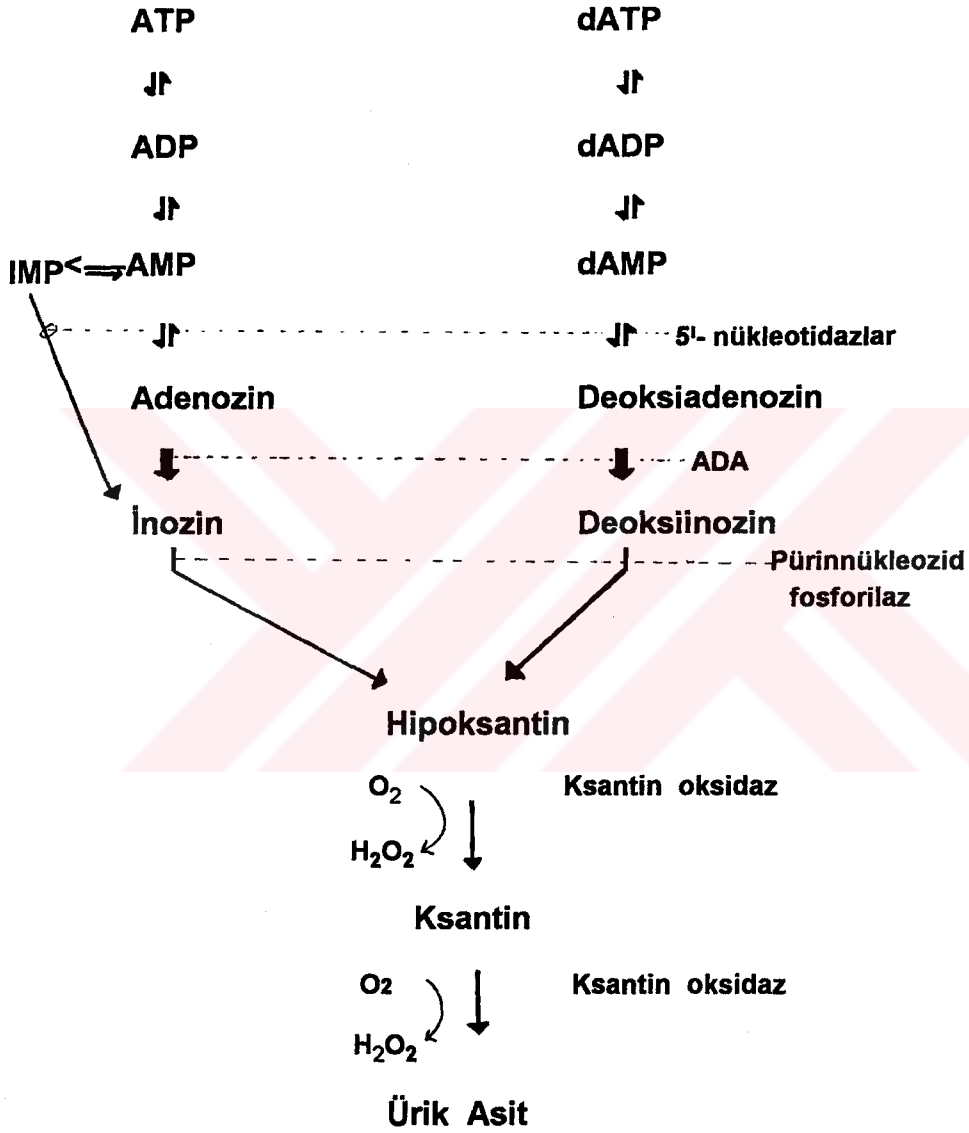 ATP dATP
ADP dADP
IMP AMP dAMP
5ˡ- nükleotidazlar
Adenozin Deoksiadenozin
ADA
İnozin Deoksiinozin
Pürinnükleozid
fosforilaz
Hipoksantin
O₂ Ksantin oksidaz
H₂O₂
Ksantin
O2 Ksantin oksidaz
H₂O₂
Ürik Asit